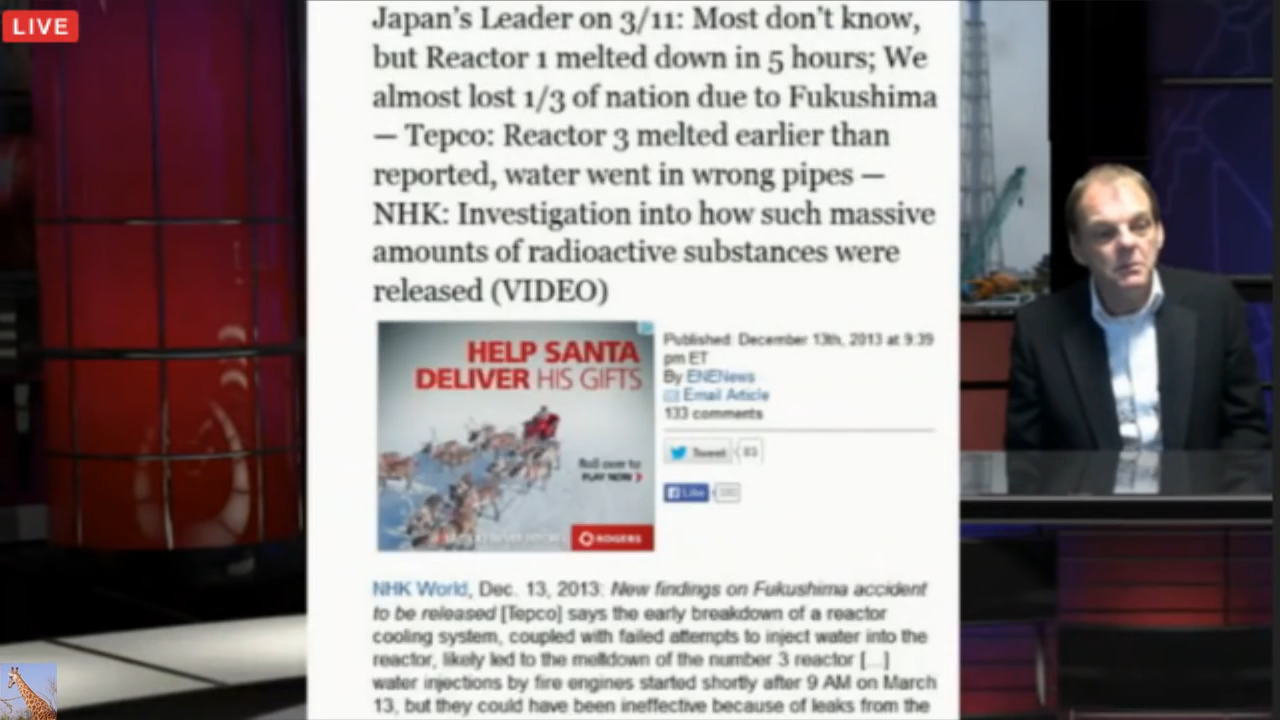 LIVE
Japan's Leader on 3/11: Most don't know,
but Reactor 1 melted down in 5 hours; We
almost lost 1/3 of nation due to Fukushima
— Tepco: Reactor 3 melted earlier than
reported, water went in wrong pipes —
NHK: Investigation into how such massive
amounts of radioactive substances were
released (VIDEO)
HELP SANTA
DELIVER HIS GIFTS
Roll over to
PLAY NOW
ROGERS
Published: December 13th, 2013 at 9:39
pm ET
By ENENews
Email Article
133 comments
Tweet
Like
NHK World, Dec. 13, 2013: New findings on Fukushima accident
to be released [Tepco] says the early breakdown of a reactor
cooling system, coupled with failed attempts to inject water into the
reactor, likely led to the meltdown of the number 3 reactor [...]
water injections by fire engines started shortly after 9 AM on March
13, but they could have been ineffective because of leaks from the